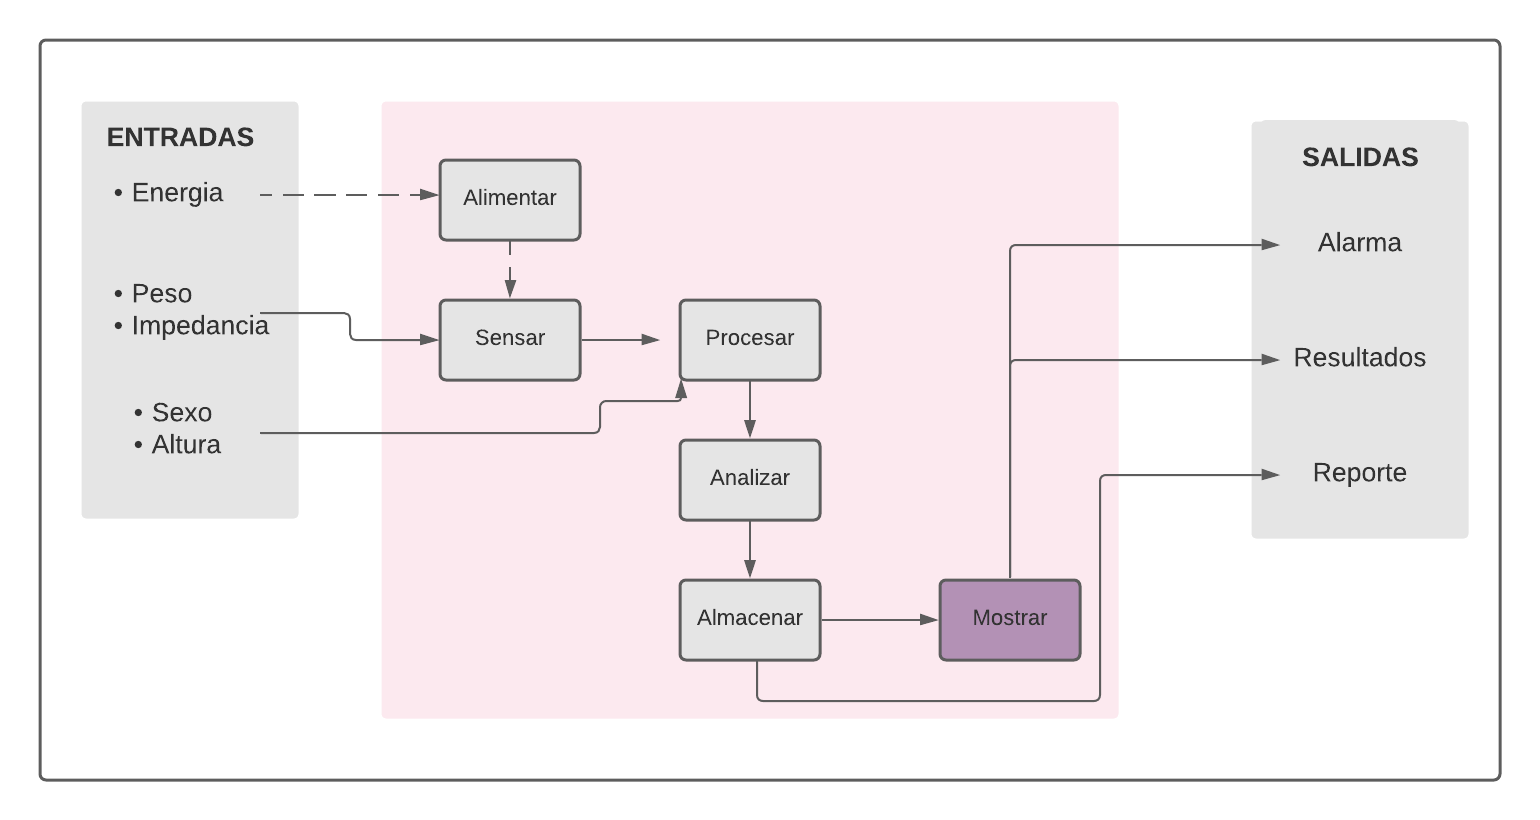 ENTRADAS
• Energia
• Peso
• Impedancia
• Sexo
• Altura
Alimentar
Sensar
Procesar
Analizar
Almacenar
Mostrar
SALIDAS
Alarma
Resultados
Reporte